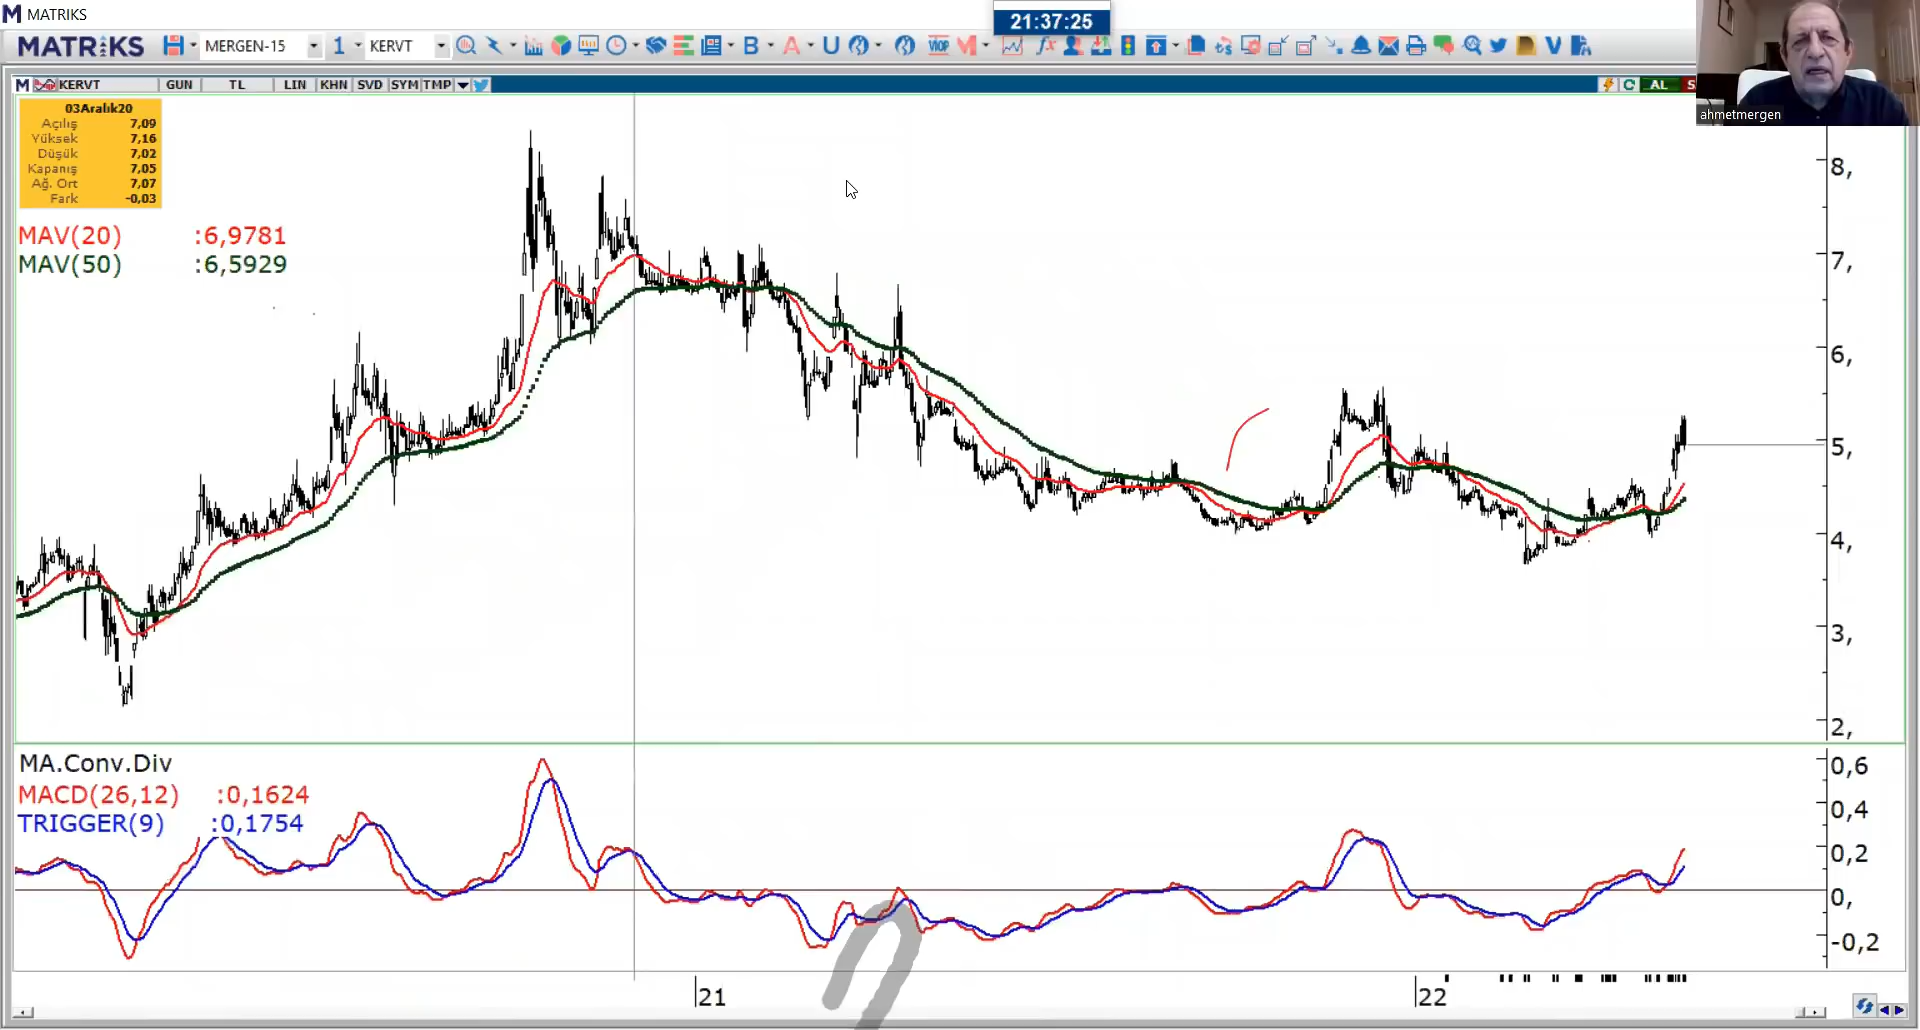 MATRIKS
21:37:25
MATRIKS MERGEN-15 1 KERVT B A U VIOP M fx V
ahmetmergen
M KERVT GUN TL LIN KHN SVD SYM TMP AL
03Aralık20
Açılış 7,09
Yüksek 7,16
Düşük 7,02
Kapanış 7,05
Ağ. Ort 7,07
Fark -0,03
MAV(20) :6,9781
MAV(50) :6,5929
8,
7,
6,
5,
4,
3,
2,
MA.Conv.Div
MACD(26,12) :0,1624
TRIGGER(9) :0,1754
0,6
0,4
0,2
0,
-0,2
21
22